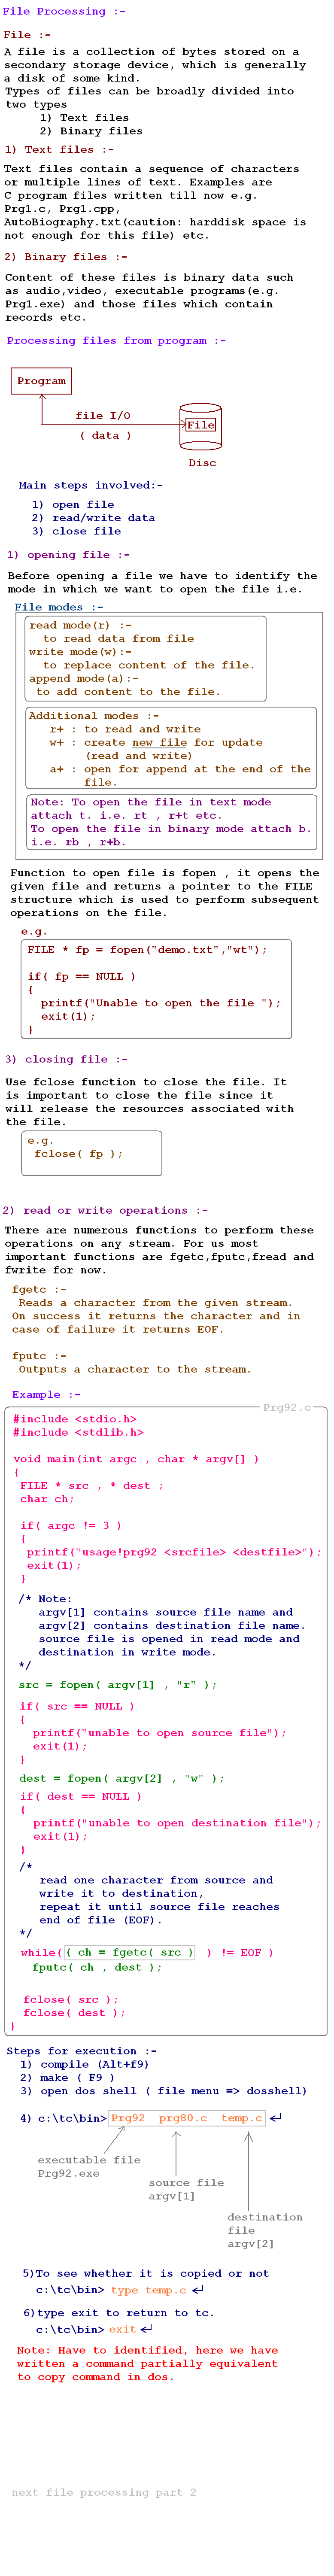 File Processing :-
File :-
A file is a collection of bytes stored on a
secondary storage device, which is generally
a disk of some kind.
Types of files can be broadly divided into
two types
1) Text files
2) Binary files
1) Text files :-
Text files contain a sequence of characters
or multiple lines of text. Examples are
C program files written till now e.g.
Prg1.c, Prg1.cpp,
AutoBiography.txt(caution: harddisk space is
not enough for this file) etc.
2) Binary files :-
Content of these files is binary data such
as audio,video, executable programs(e.g.
Prg1.exe) and those files which contain
records etc.
Processing files from program :-
Program
file I/O
( data )
File
Disc
Main steps involved:-
1) open file
2) read/write data
3) close file
1) opening file :-
Before opening a file we have to identify the
mode in which we want to open the file i.e.
File modes :-
read mode(r) :-
to read data from file
write mode(w):-
to replace content of the file.
append mode(a):-
to add content to the file.
Additional modes :-
r+ : to read and write
w+ : create new file for update
(read and write)
a+ : open for append at the end of the
file.
Note: To open the file in text mode
attach t. i.e. rt , r+t etc.
To open the file in binary mode attach b.
i.e. rb , r+b.
Function to open file is fopen , it opens the
given file and returns a pointer to the FILE
structure which is used to perform subsequent
operations on the file.
e.g.
FILE * fp = fopen("demo.txt","wt");
if( fp == NULL )
{
printf("Unable to open the file ");
exit(1);
}
3) closing file :-
Use fclose function to close the file. It
is important to close the file since it
will release the resources associated with
the file.
e.g.
fclose( fp );
2) read or write operations :-
There are numerous functions to perform these
operations on any stream. For us most
important functions are fgetc,fputc,fread and
fwrite for now.
fgetc :-
Reads a character from the given stream.
On success it returns the character and in
case of failure it returns EOF.
fputc :-
Outputs a character to the stream.
Example :-
Prg92.c
#include <stdio.h>
#include <stdlib.h>
void main(int argc , char * argv[] )
{
FILE * src , * dest ;
char ch;
if( argc != 3 )
{
printf("usage!prg92 <srcfile> <destfile>");
exit(1);
}
/* Note:
argv[1] contains source file name and
argv[2] contains destination file name.
source file is opened in read mode and
destination in write mode.
*/
src = fopen( argv[1] , "r" );
if( src == NULL )
{
printf("unable to open source file");
exit(1);
}
dest = fopen( argv[2] , "w" );
if( dest == NULL )
{
printf("unable to open destination file");
exit(1);
}
/*
read one character from source and
write it to destination,
repeat it until source file reaches
end of file (EOF).
*/
while( ( ch = fgetc( src ) ) != EOF )
fputc( ch , dest );
fclose( src );
fclose( dest );
}
Steps for execution :-
1) compile (Alt+f9)
2) make ( F9 )
3) open dos shell ( file menu => dosshell)
4) c:\tc\bin> Prg92 prg80.c temp.c
executable file
Prg92.exe
source file
argv[1]
destination
file
argv[2]
5)To see whether it is copied or not
c:\tc\bin> type temp.c
6)type exit to return to tc.
c:\tc\bin> exit
Note: Have to identified, here we have
written a command partially equivalent
to copy command in dos.
next file processing part 2